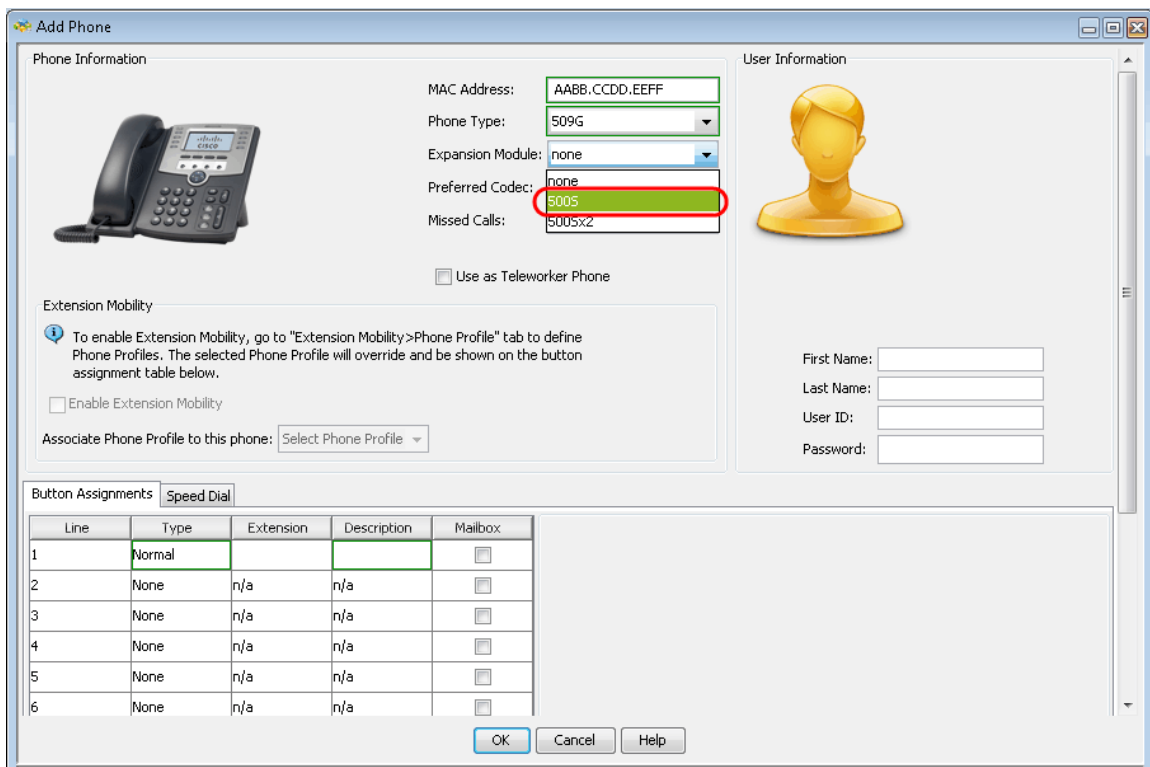 Add Phone
Phone Information
MAC Address: AABB.CCDD.EEFF
Phone Type: 509G
Expansion Module: none
none
500S
500Sx2
Preferred Codec:
Missed Calls:
Use as Teleworker Phone
cisco
Extension Mobility
To enable Extension Mobility, go to "Extension Mobility>Phone Profile" tab to define
Phone Profiles. The selected Phone Profile will override and be shown on the button
assignment table below.
Enable Extension Mobility
Associate Phone Profile to this phone: Select Phone Profile
User Information
First Name:
Last Name:
User ID:
Password:
Button Assignments Speed Dial
Line Type Extension Description Mailbox
1 Normal
2 None n/a n/a
3 None n/a n/a
4 None n/a n/a
5 None n/a n/a
6 None n/a n/a
OK Cancel Help